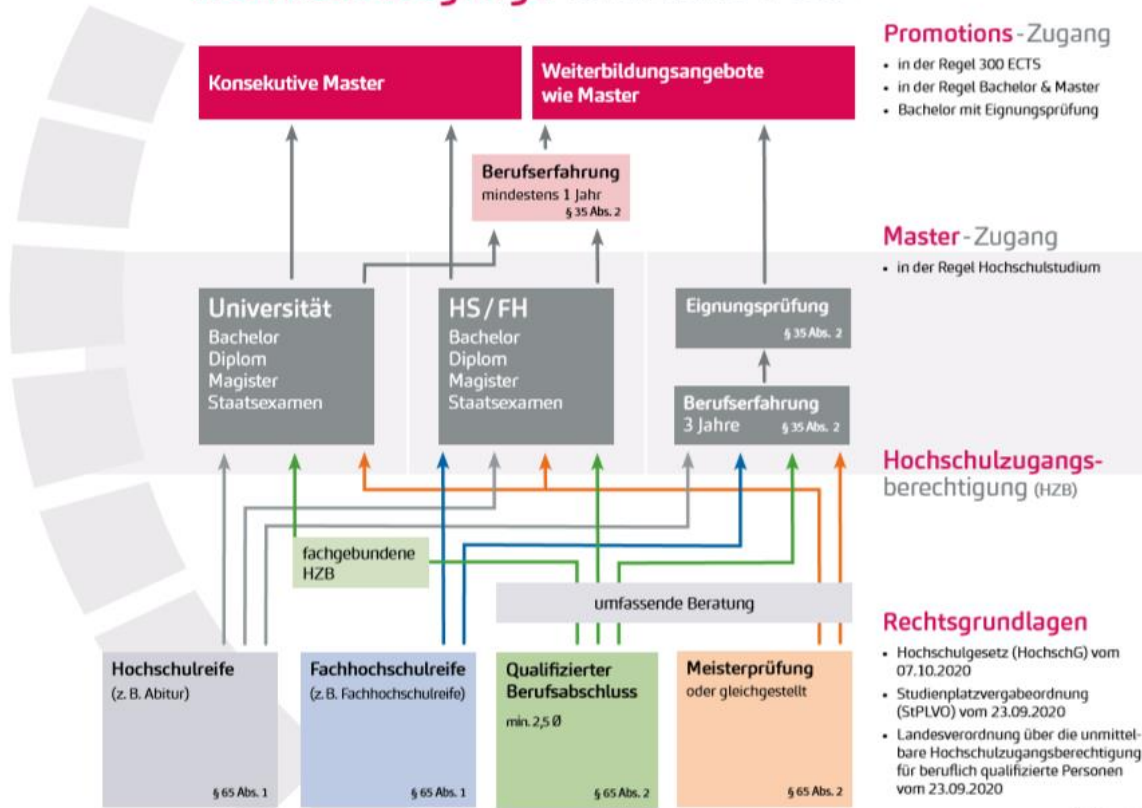 Promotions-Zugang
• in der Regel 300 ECTS
• in der Regel Bachelor & Master
• Bachelor mit Eignungsprüfung
Konsekutive Master
Weiterbildungsangebote
wie Master
Berufserfahrung
mindestens 1 Jahr
§ 35 Abs. 2
Master-Zugang
• in der Regel Hochschulstudium
Universität
Bachelor
Diplom
Magister
Staatsexamen
HS/FH
Bachelor
Diplom
Magister
Staatsexamen
Eignungsprüfung
§ 35 Abs. 2
Berufserfahrung
3 Jahre § 35 Abs. 2
Hochschulzugangs-
berechtigung (HZB)
fachgebundene
HZB
umfassende Beratung
Hochschulreife
(z. B. Abitur)
§ 65 Abs. 1
Fachhochschulreife
(z. B. Fachhochschulreife)
§ 65 Abs. 1
Qualifizierter
Berufsabschluss
min. 2,5 Ø
§ 65 Abs. 2
Meisterprüfung
oder gleichgestellt
§ 65 Abs. 2
Rechtsgrundlagen
• Hochschulgesetz (HochschG) vom
07.10.2020
• Studienplatzvergabeordnung
(StPLVO) vom 23.09.2020
• Landesverordnung über die unmittel-
bare Hochschulzugangsberechtigung
für beruflich qualifizierte Personen
vom 23.09.2020